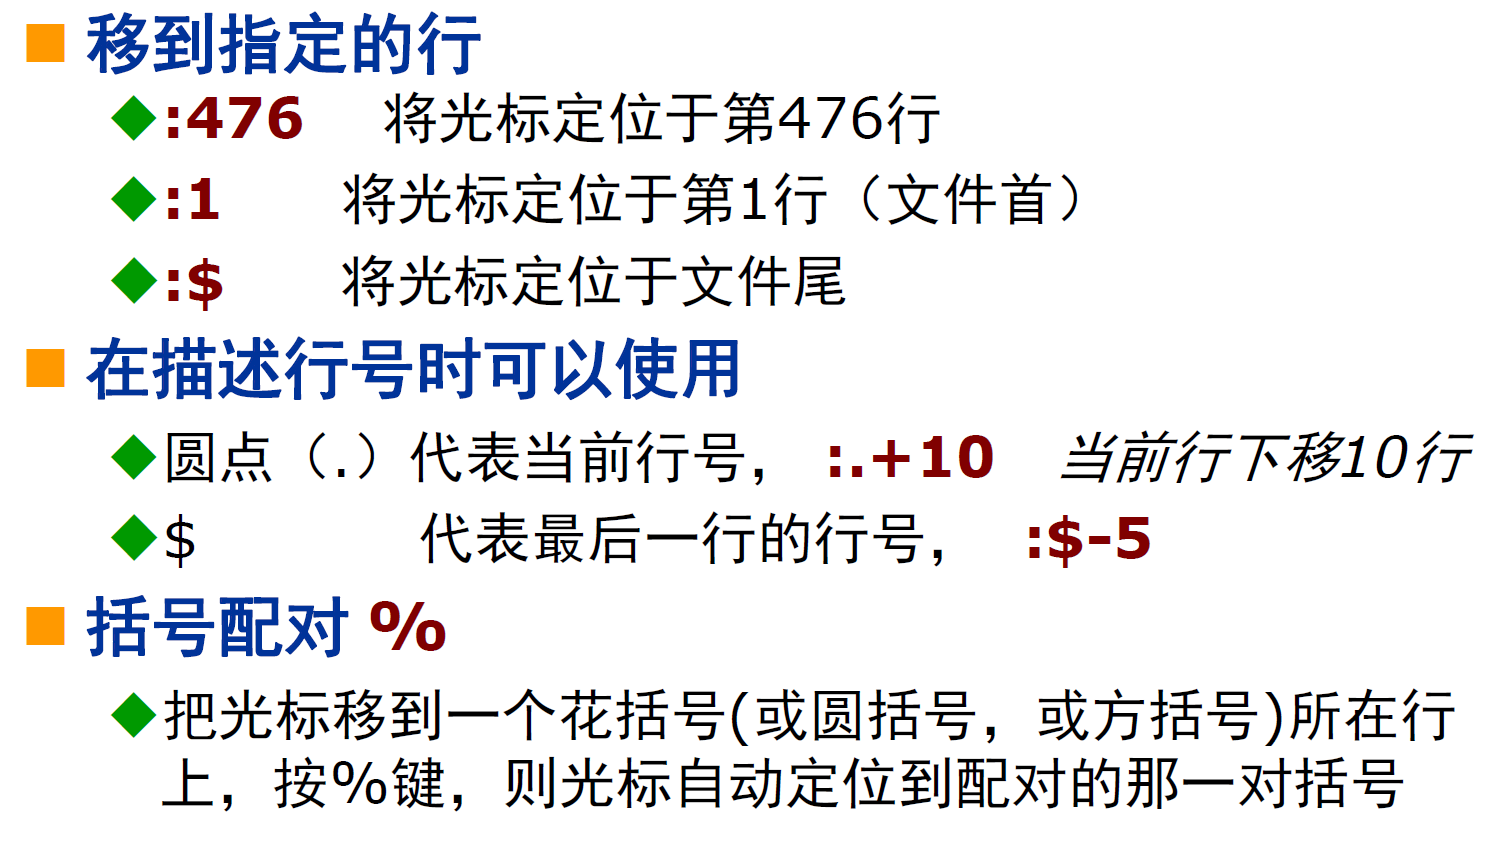 移到指定的行
:476 将光标定位于第476行
:1 将光标定位于第1行（文件首）
:$ 将光标定位于文件尾
在描述行号时可以使用
圆点（.）代表当前行号， :.+10 当前行下移10行
$ 代表最后一行的行号， :$-5
括号配对 %
把光标移到一个花括号(或圆括号，或方括号)所在行
上，按%键，则光标自动定位到配对的那一对括号